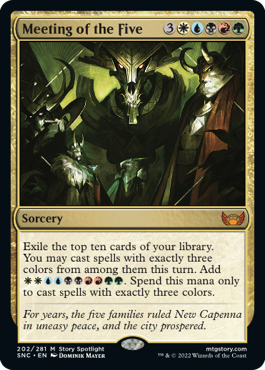 Meeting of the Five 3
Sorcery
Exile the top ten cards of your library.
You may cast spells with exactly three
colors from among them this turn. Add
. Spend this mana only
to cast spells with exactly three colors.
For years, the five families ruled New Capenna
in uneasy peace, and the city prospered.
202/281 M Story Spotlight mtgstory.com
SNC • EN Dominik Mayer ™ & © 2022 Wizards of the Coast